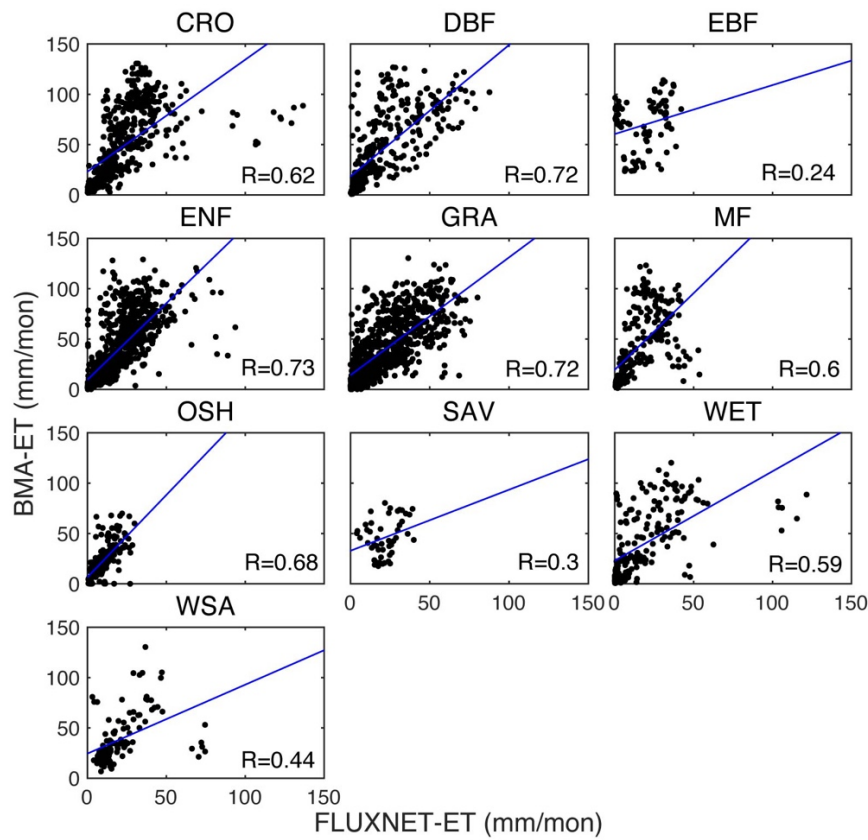 CRO DBF EBF
150
100
50
0
R=0.62 R=0.72 R=0.24
ENF GRA MF
150
100
50
0
R=0.73 R=0.72 R=0.6
BMA-ET (mm/mon)
OSH SAV WET
150
100
50
0
R=0.68 R=0.3 R=0.59
0 50 100 150 0 50 100 150
WSA
150
100
50
0
R=0.44
0 50 100 150
FLUXNET-ET (mm/mon)